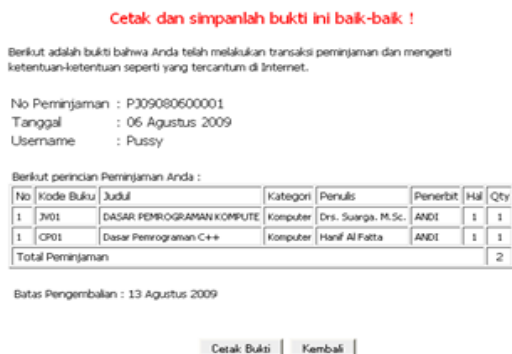 Cetak dan simpanlah bukti ini baik-baik !
Berikut adalah bukti bahwa Anda telah melakukan transaksi peminjaman dan mengerti
ketentuan-ketentuan seperti yang tercantum di Internet.
No Peminjaman : PJ09080600001
Tanggal : 06 Agustus 2009
Username : Pussy
Berikut perincian Peminjaman Anda :
No Kode Buku Judul Kategori Penulis Penerbit Hal Qty
1 JV01 DASAR PEMROGRAMAN KOMPUTE Komputer Drs. Suarga. M.Sc. ANDI 1 1
1 CP01 Dasar Pemrograman C++ Komputer Hanif Al Fatta ANDI 1 1
Total Peminjaman 2
Batas Pengembalian : 13 Agustus 2009
Cetak Bukti Kembali